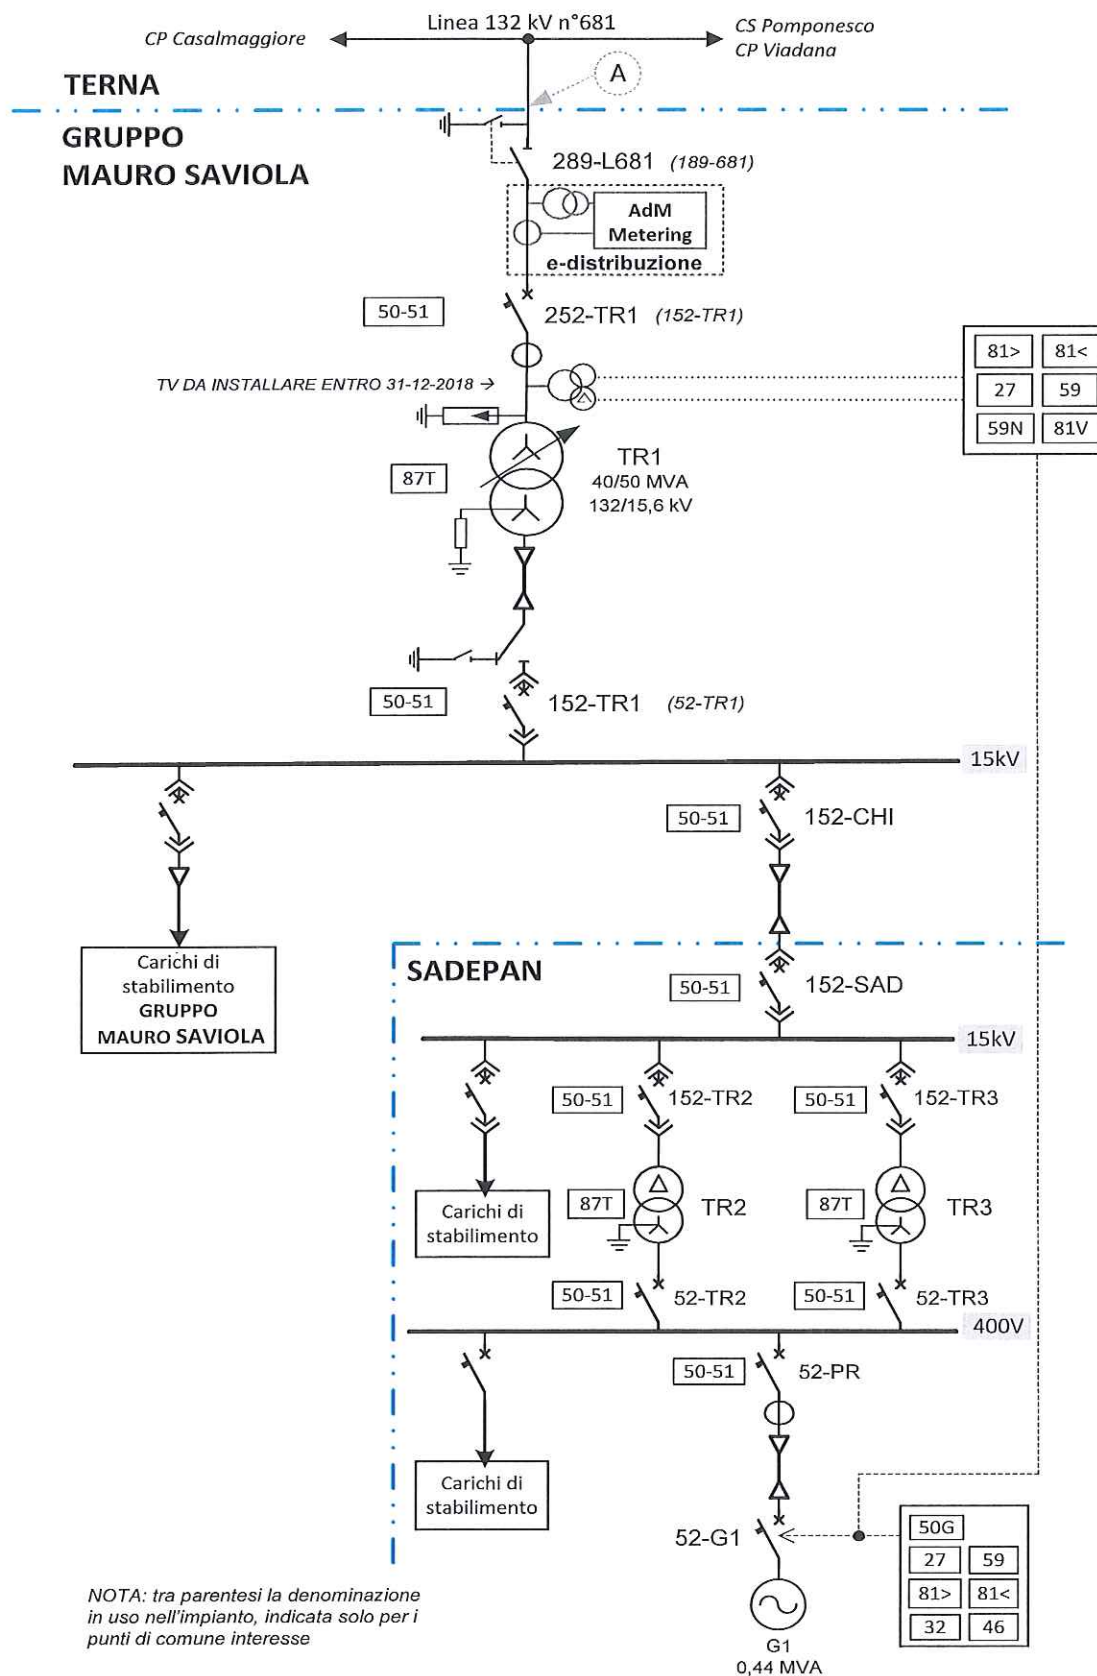 Linea 132 kV n°681
CP Casalmaggiore
CS Pomponesco
CP Viadana
A
TERNA
GRUPPO
MAURO SAVIOLA
289-L681 (189-681)
AdM
Metering
e-distribuzione
50-51
252-TR1 (152-TR1)
TV DA INSTALLARE ENTRO 31-12-2018 →
81> 81<
27 59
59N 81V
87T
TR1
40/50 MVA
132/15,6 kV
50-51
152-TR1 (52-TR1)
15kV
50-51
152-CHI
Carichi di
stabilimento
GRUPPO
MAURO SAVIOLA
SADEPAN
50-51
152-SAD
15kV
50-51
152-TR2
50-51
152-TR3
Carichi di
stabilimento
87T
TR2
87T
TR3
50-51
52-TR2
50-51
52-TR3
400V
50-51
52-PR
Carichi di
stabilimento
52-G1
50G
27 59
81> 81<
32 46
G1
0,44 MVA
NOTA: tra parentesi la denominazione
in uso nell'impianto, indicata solo per i
punti di comune interesse